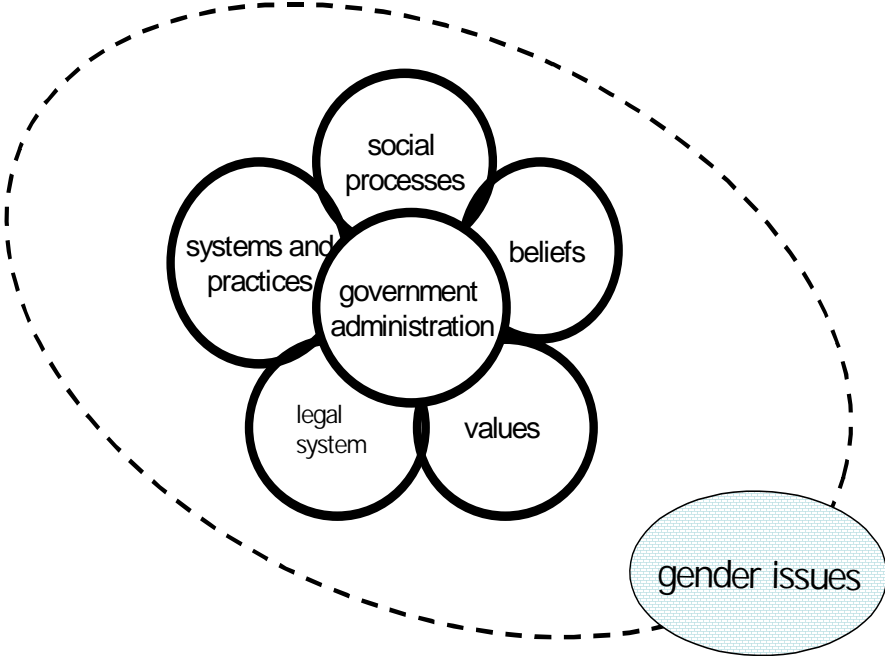 social
processes
systems and
practices
beliefs
government
administration
legal
system
values
gender issues